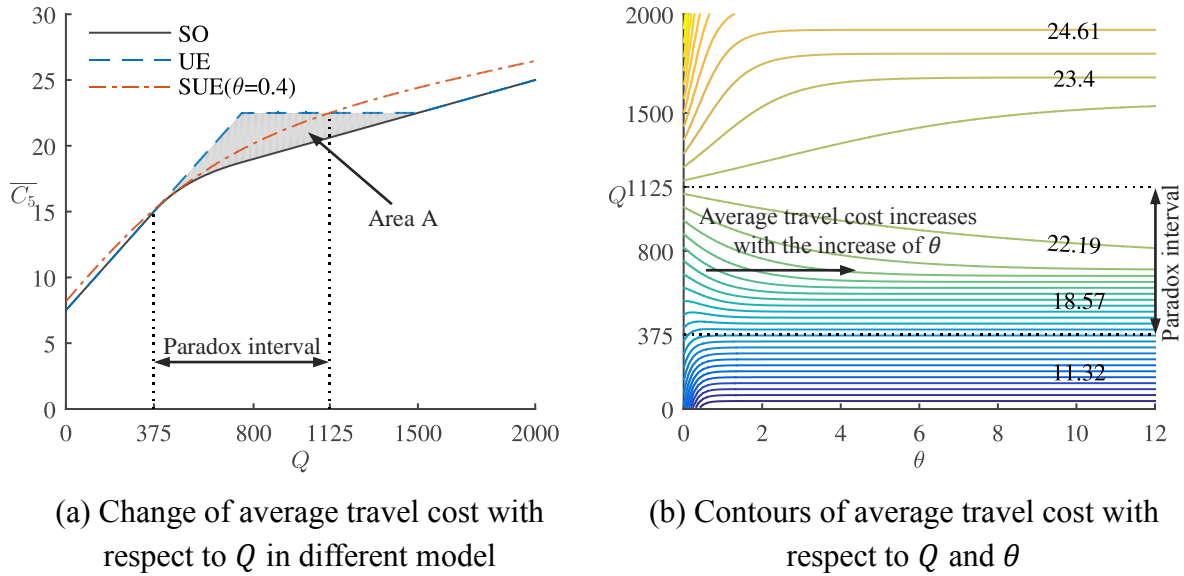 SO
UE
SUE(θ=0.4)
30
25
20
15
10
5
0
C₅
Area A
Paradox interval
0
375
800
1125
1500
2000
Q
(a) Change of average travel cost with
respect to Q in different model
2000
1500
1125
800
375
0
Q
24.61
23.4
Average travel cost increases
with the increase of θ
22.19
18.57
11.32
Paradox interval
0
2
4
6
8
10
12
θ
(b) Contours of average travel cost with
respect to Q and θ